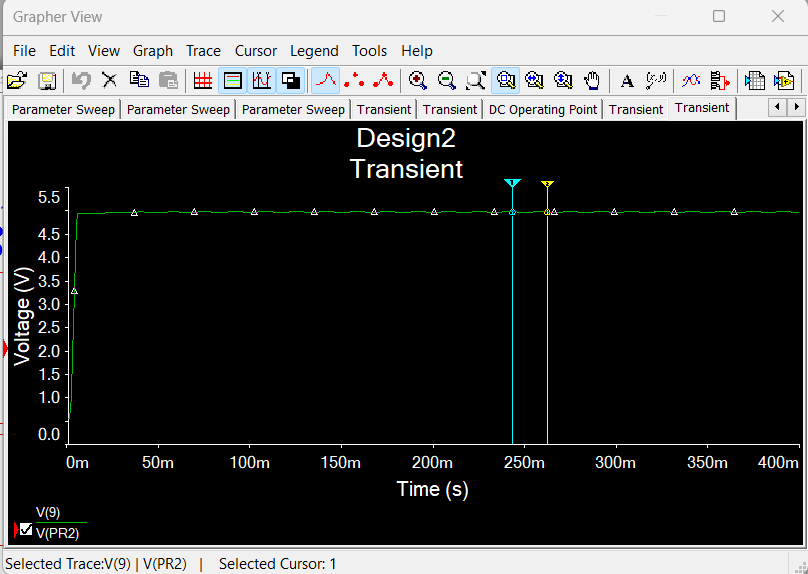 Grapher View
File Edit View Graph Trace Cursor Legend Tools Help
Parameter Sweep Parameter Sweep Parameter Sweep Transient Transient DC Operating Point Transient Transient
Design2
Transient
1 2
5.5
4.5
4.0
3.5
3.0
2.5
2.0
1.5
1.0
0.0
Voltage (V)
0m 50m 100m 150m 200m 250m 300m 350m 400m
Time (s)
V(9)
V(PR2)
Selected Trace:V(9) | V(PR2) | Selected Cursor: 1